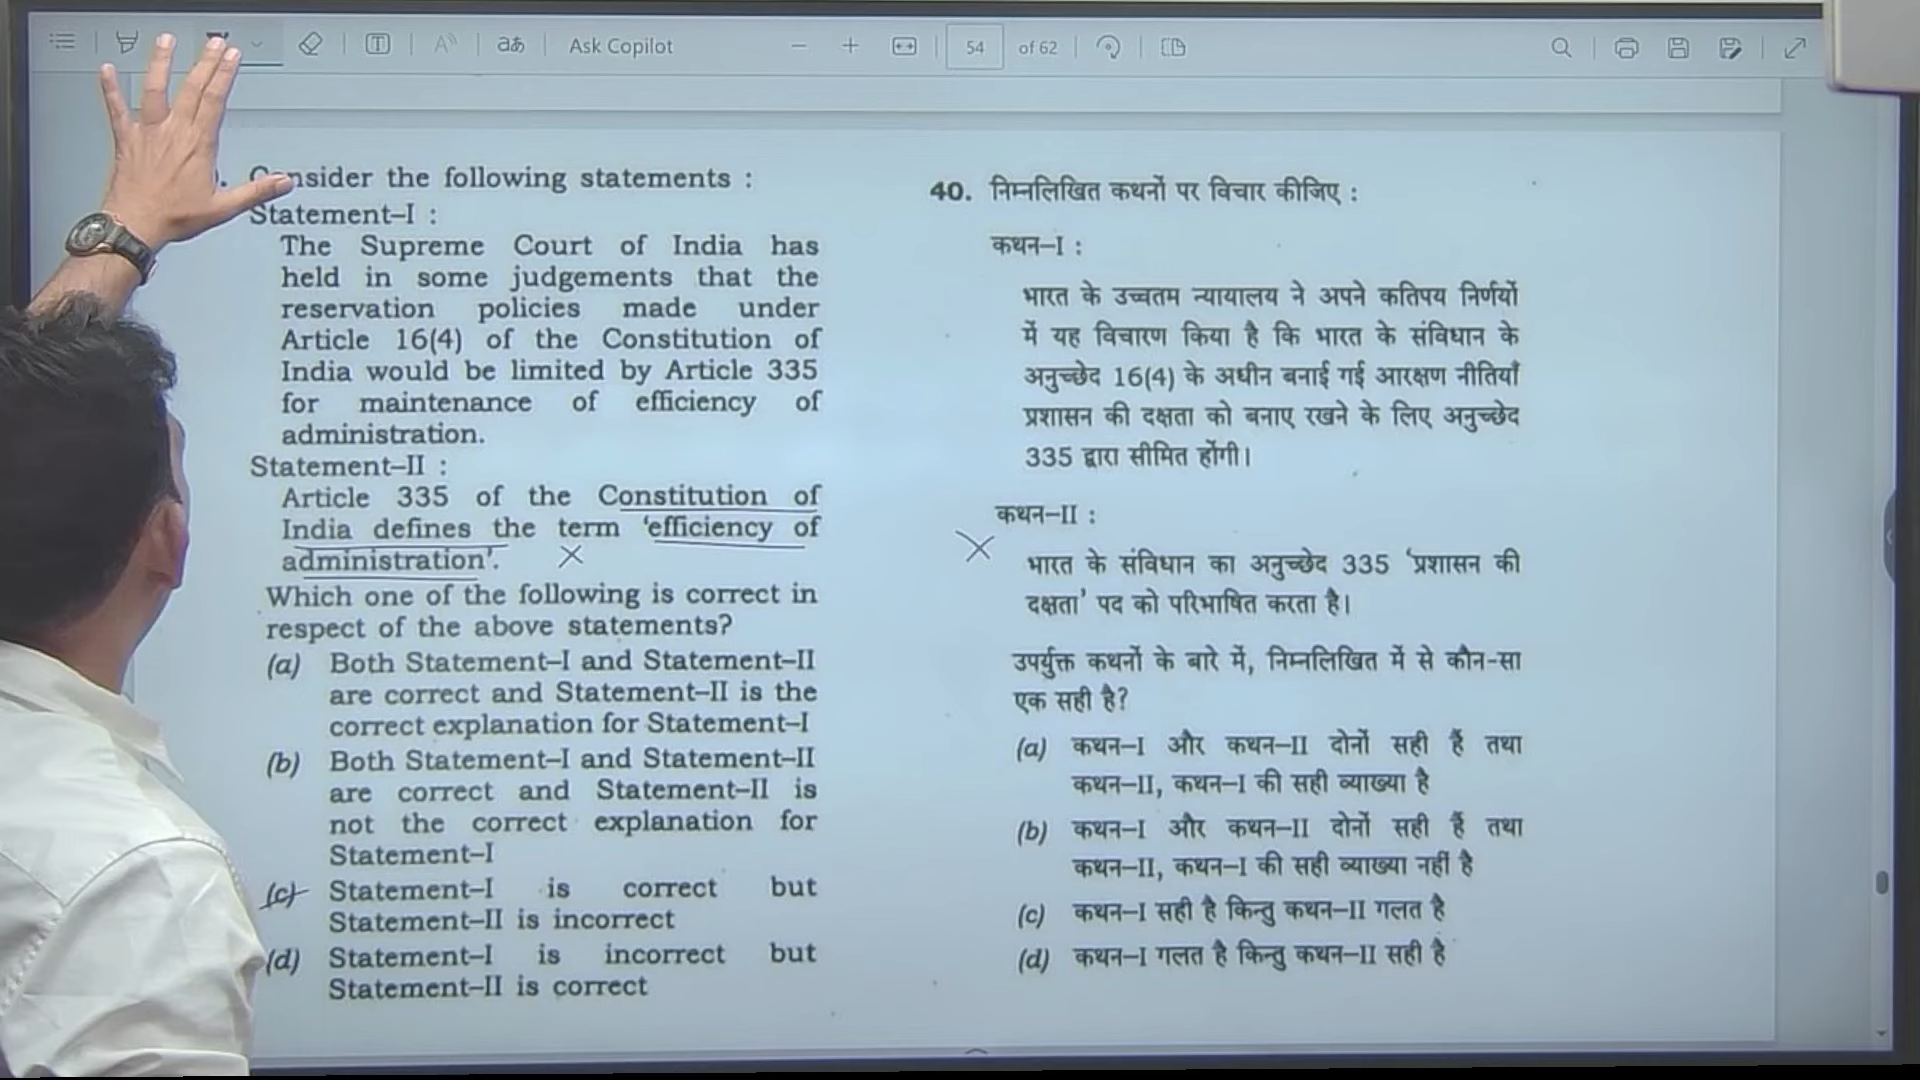 Ask Copilot
54 of 62
Consider the following statements :
Statement–I :
The Supreme Court of India has
held in some judgements that the
reservation policies made under
Article 16(4) of the Constitution of
India would be limited by Article 335
for maintenance of efficiency of
administration.
Statement–II :
Article 335 of the Constitution of
India defines the term ‘efficiency of
administration’.
Which one of the following is correct in
respect of the above statements?
(a) Both Statement–I and Statement–II
are correct and Statement–II is the
correct explanation for Statement–I
(b) Both Statement–I and Statement–II
are correct and Statement–II is
not the correct explanation for
Statement–I
(c) Statement–I is correct but
Statement–II is incorrect
(d) Statement–I is incorrect but
Statement–II is correct
40. निम्नलिखित कथनों पर विचार कीजिए :
कथन–I :
भारत के उच्चतम न्यायालय ने अपने कतिपय निर्णयों
में यह विचारण किया है कि भारत के संविधान के
अनुच्छेद 16(4) के अधीन बनाई गई आरक्षण नीतियाँ
प्रशासन की दक्षता को बनाए रखने के लिए अनुच्छेद
335 द्वारा सीमित होंगी।
कथन–II :
भारत के संविधान का अनुच्छेद 335 ‘प्रशासन की
दक्षता’ पद को परिभाषित करता है।
उपर्युक्त कथनों के बारे में, निम्नलिखित में से कौन-सा
एक सही है?
(a) कथन–I और कथन–II दोनों सही हैं तथा
कथन–II, कथन–I की सही व्याख्या है
(b) कथन–I और कथन–II दोनों सही हैं तथा
कथन–II, कथन–I की सही व्याख्या नहीं है
(c) कथन–I सही है किन्तु कथन–II गलत है
(d) कथन–I गलत है किन्तु कथन–II सही है